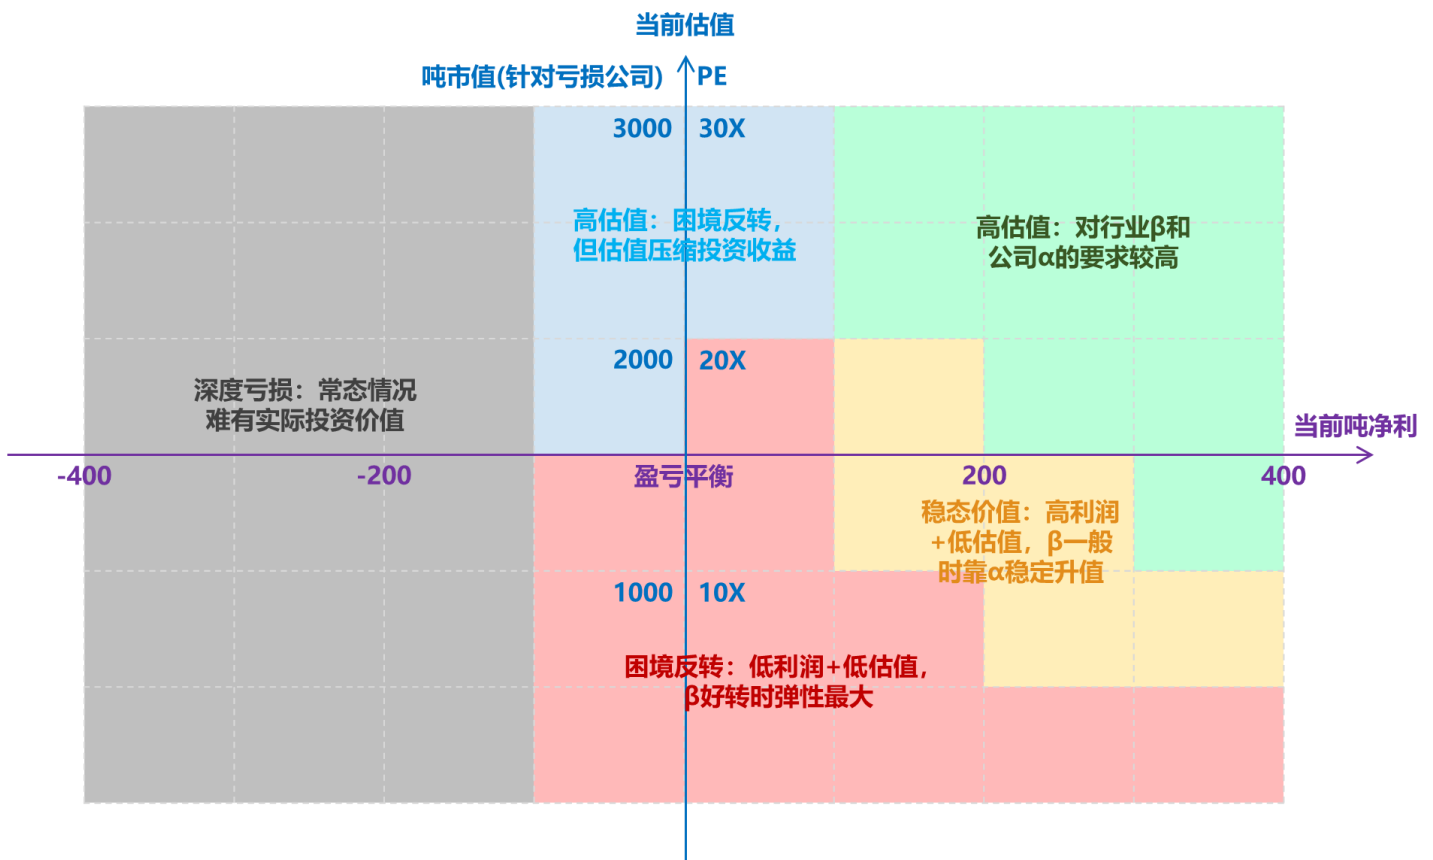 当前估值
吨市值(针对亏损公司)
PE
3000
30X
高估值：困境反转，
但估值压缩投资收益
高估值：对行业β和
公司α的要求较高
2000
20X
深度亏损：常态情况
难有实际投资价值
当前吨净利
-400
-200
盈亏平衡
200
400
稳态价值：高利润
+低估值，β一般
时靠α稳定升值
1000
10X
困境反转：低利润+低估值，
β好转时弹性最大